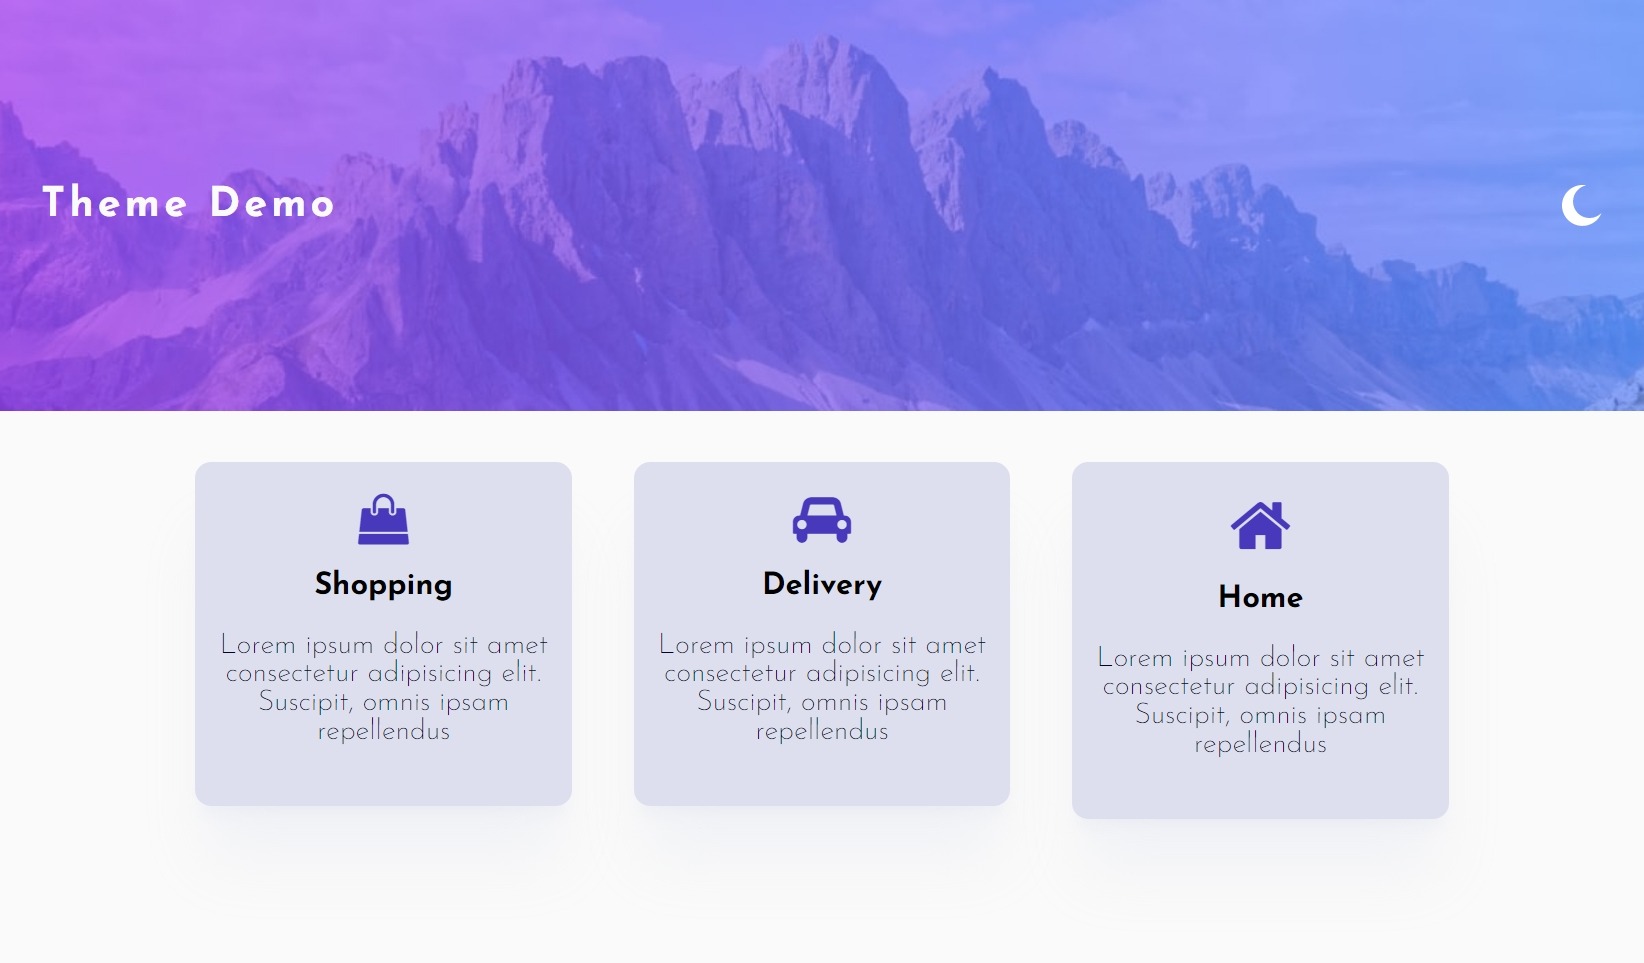 Theme Demo
Shopping
Lorem ipsum dolor sit amet
consectetur adipisicing elit.
Suscipit, omnis ipsam
repellendus
Delivery
Lorem ipsum dolor sit amet
consectetur adipisicing elit.
Suscipit, omnis ipsam
repellendus
Home
Lorem ipsum dolor sit amet
consectetur adipisicing elit.
Suscipit, omnis ipsam
repellendus